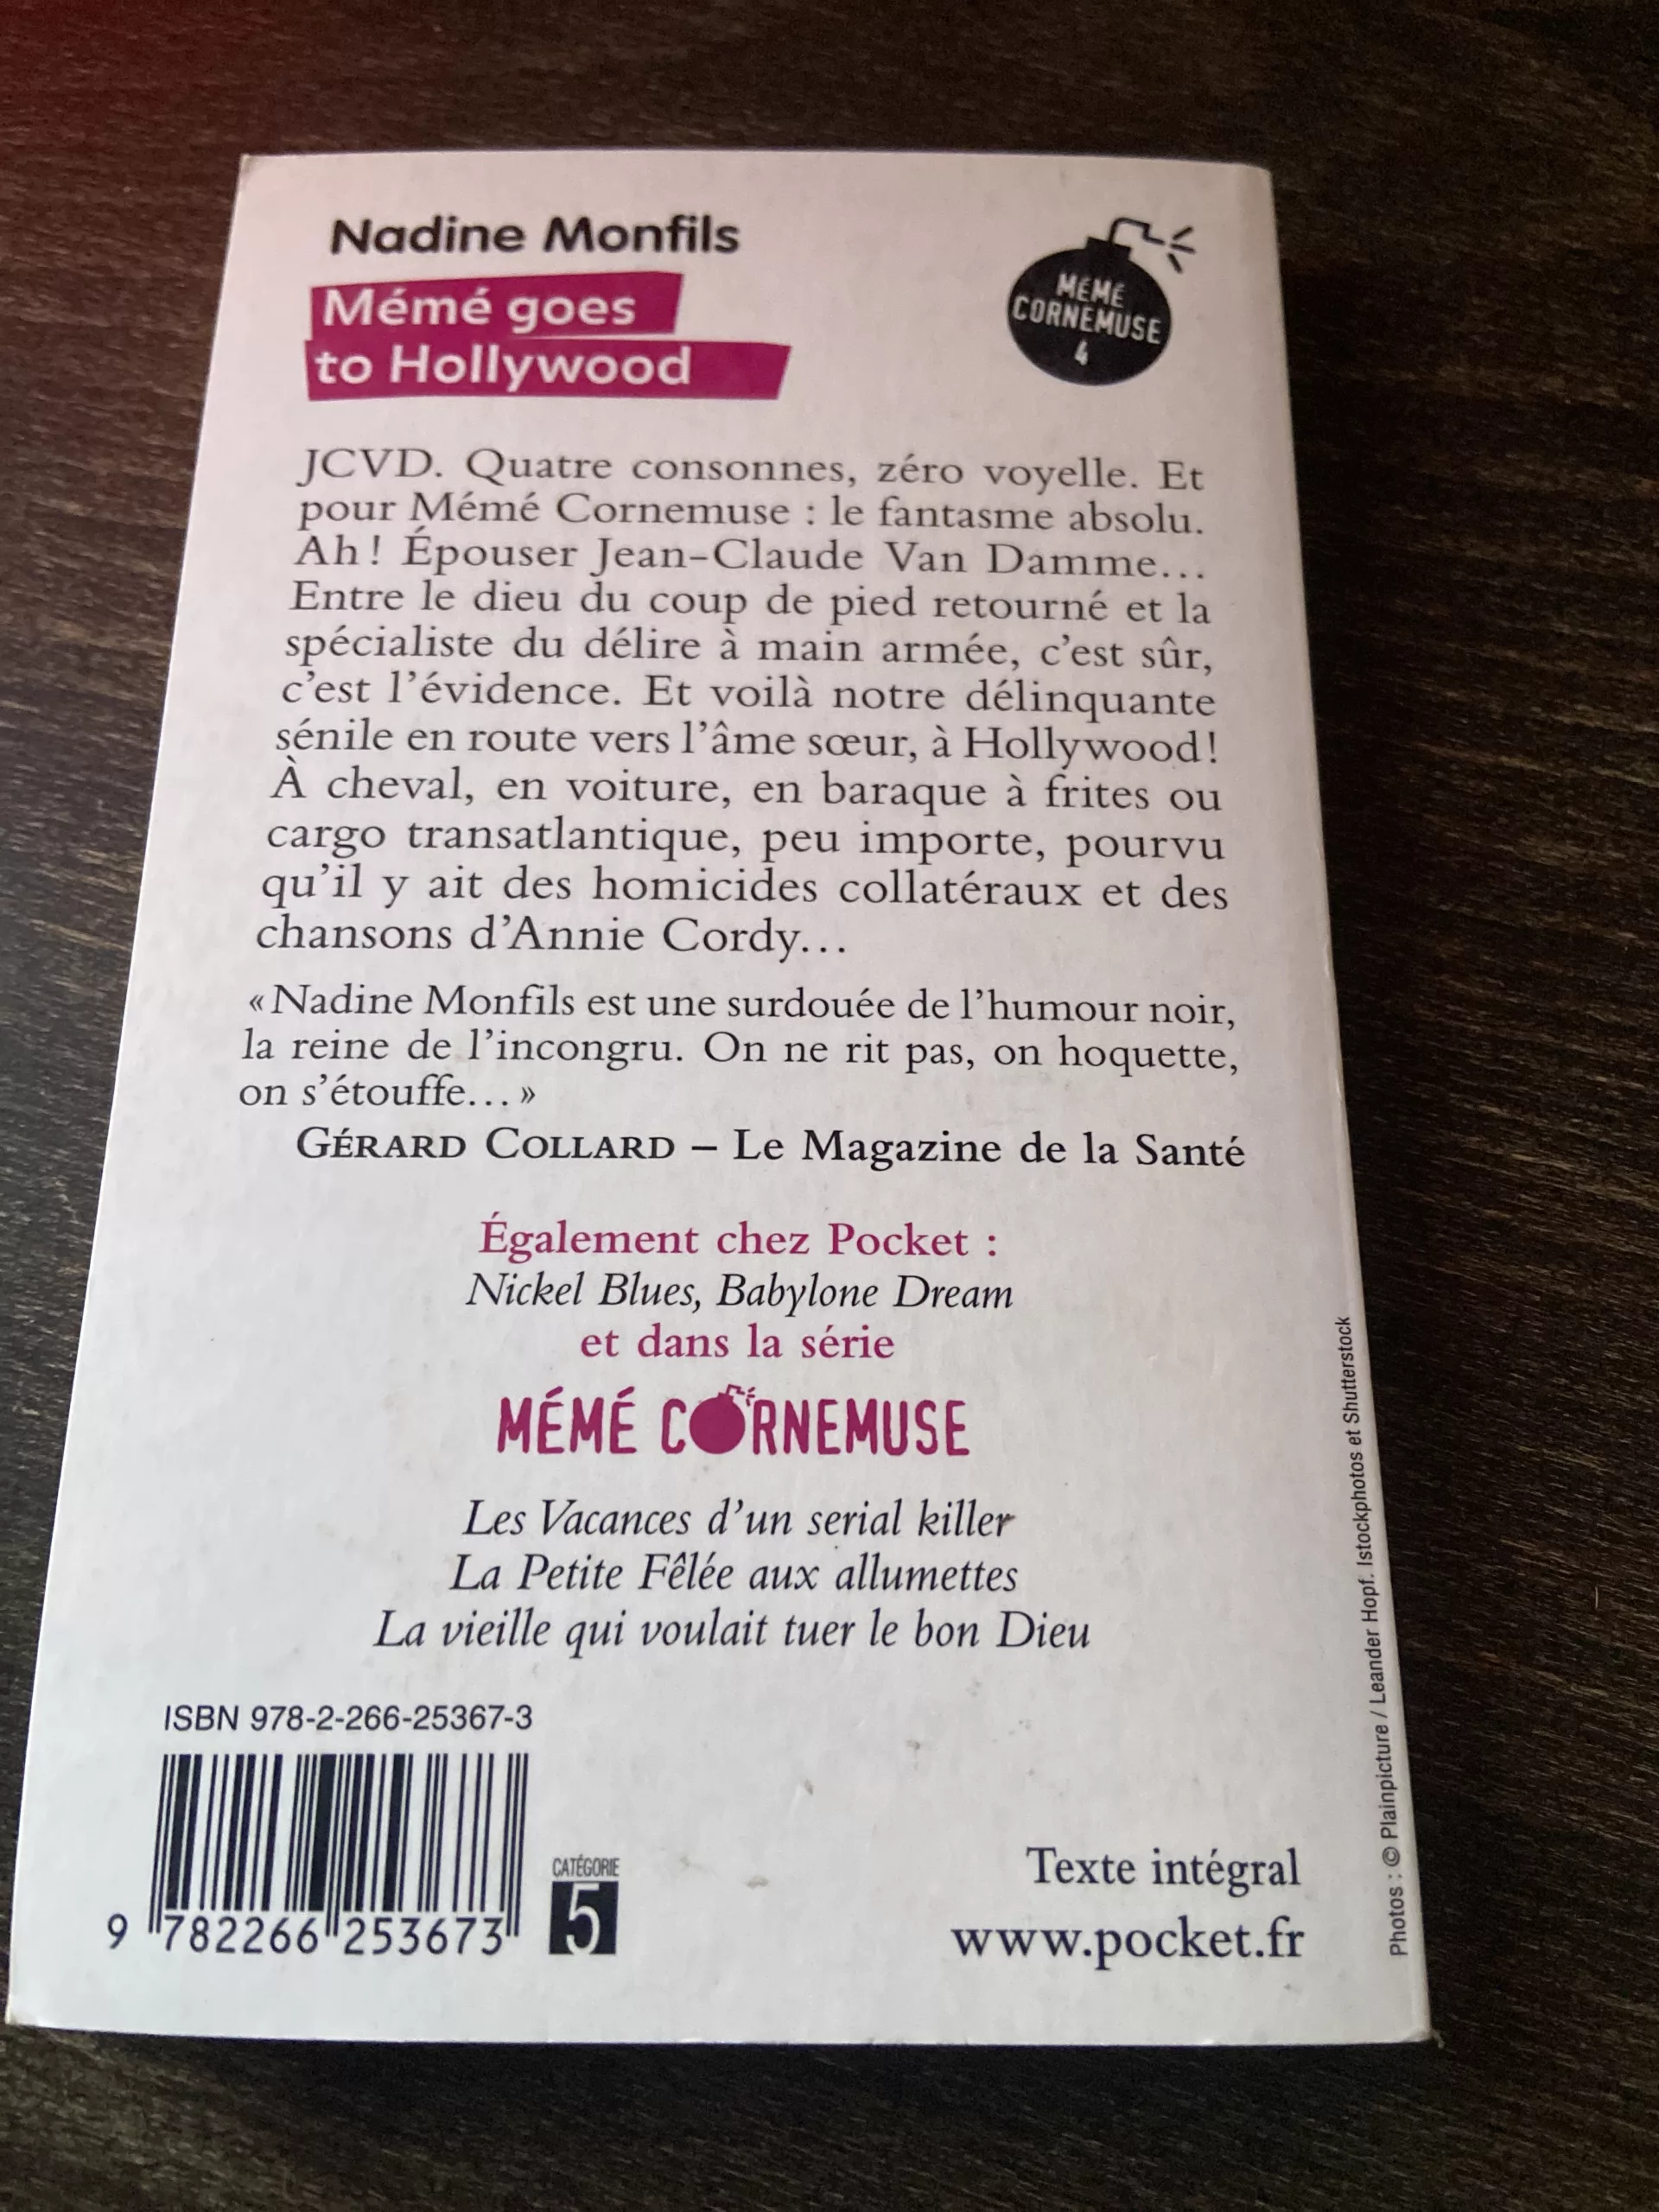 Nadine Monfils
Mémé goes
to Hollywood
MÉMÉ
CORNEMUSE
4
JCVD. Quatre consonnes, zéro voyelle. Et
pour Mémé Cornemuse : le fantasme absolu.
Ah ! Épouser Jean-Claude Van Damme...
Entre le dieu du coup de pied retourné et la
spécialiste du délire à main armée, c'est sûr,
c'est l'évidence. Et voilà notre délinquante
sénile en route vers l'âme sœur, à Hollywood !
À cheval, en voiture, en baraque à frites ou
cargo transatlantique, peu importe, pourvu
qu'il y ait des homicides collatéraux et des
chansons d'Annie Cordy...
« Nadine Monfils est une surdouée de l'humour noir,
la reine de l'incongru. On ne rit pas, on hoquette,
on s'étouffe... »
GÉRARD COLLARD – Le Magazine de la Santé
Également chez Pocket :
Nickel Blues, Babylone Dream
et dans la série
MÉMÉ CORNEMUSE
Les Vacances d'un serial killer
La Petite Fêlée aux allumettes
La vieille qui voulait tuer le bon Dieu
ISBN 978-2-266-25367-3
9 782266 253673
CATÉGORIE
5
Texte intégral
www.pocket.fr
Photos : © Plainpicture / Leander Hopf. Istockphotos et Shutterstock